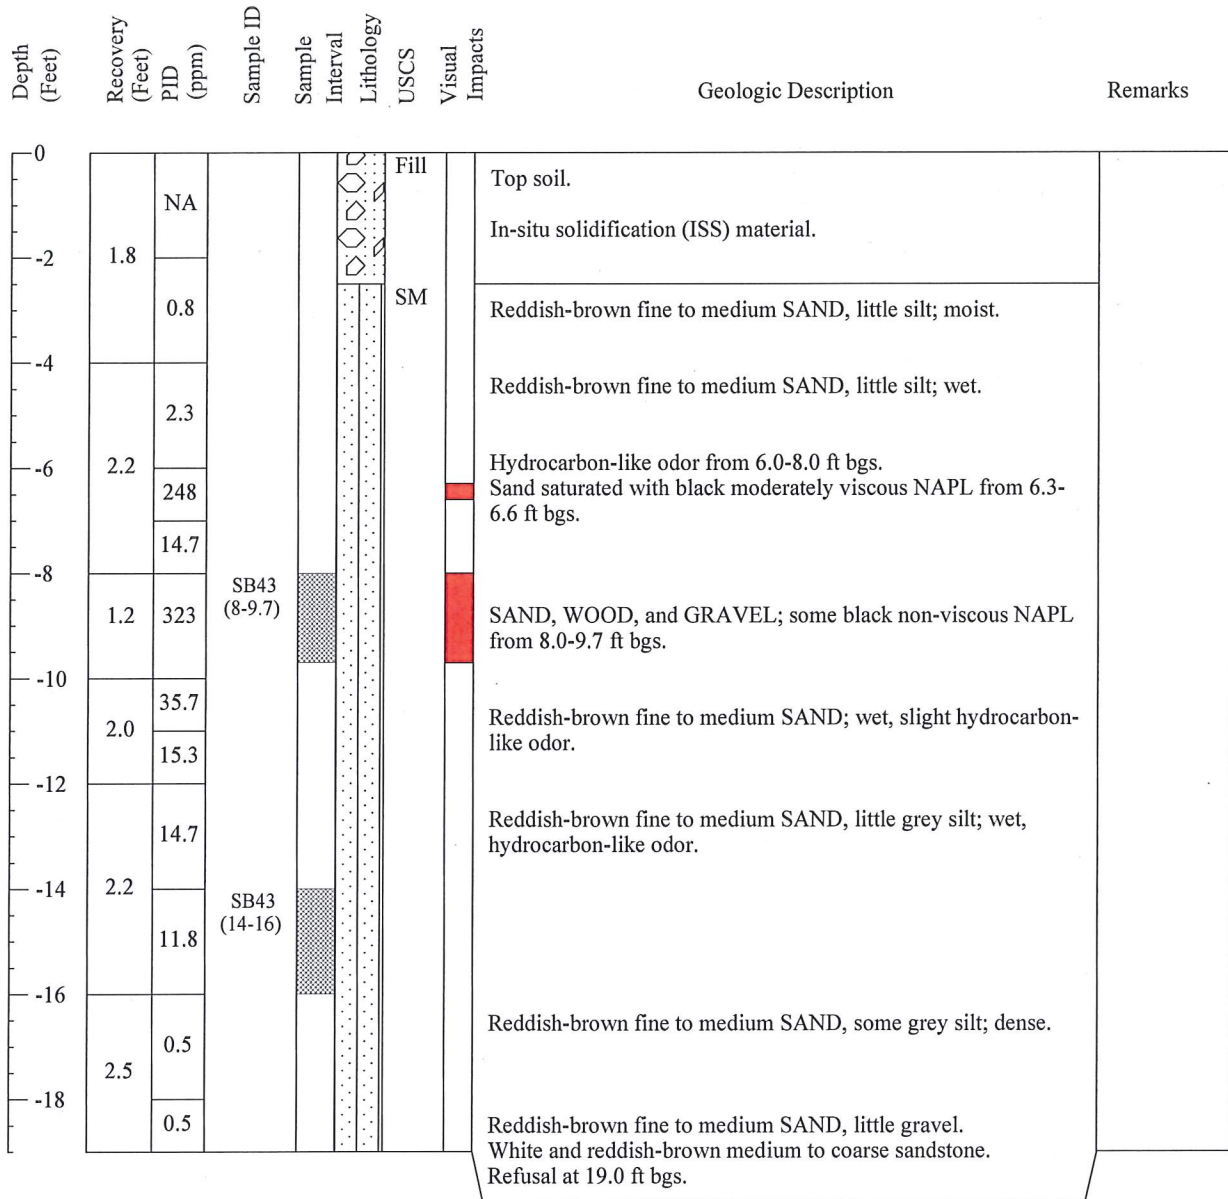 Depth
(Feet)
Recovery
(Feet)
PID
(ppm)
Sample ID
Sample
Interval
Lithology
USCS
Visual
Impacts
Geologic Description
Remarks
0
Fill
Top soil.
NA
In-situ solidification (ISS) material.
1.8
-2
SM
0.8
Reddish-brown fine to medium SAND, little silt; moist.
-4
Reddish-brown fine to medium SAND, little silt; wet.
2.3
2.2
-6
Hydrocarbon-like odor from 6.0-8.0 ft bgs.
248
Sand saturated with black moderately viscous NAPL from 6.3-
6.6 ft bgs.
14.7
-8
SB43
(8-9.7)
1.2
323
SAND, WOOD, and GRAVEL; some black non-viscous NAPL
from 8.0-9.7 ft bgs.
-10
35.7
Reddish-brown fine to medium SAND; wet, slight hydrocarbon-
like odor.
2.0
15.3
-12
14.7
Reddish-brown fine to medium SAND, little grey silt; wet,
hydrocarbon-like odor.
2.2
-14
SB43
(14-16)
11.8
-16
Reddish-brown fine to medium SAND, some grey silt; dense.
0.5
2.5
-18
0.5
Reddish-brown fine to medium SAND, little gravel.
White and reddish-brown medium to coarse sandstone.
Refusal at 19.0 ft bgs.